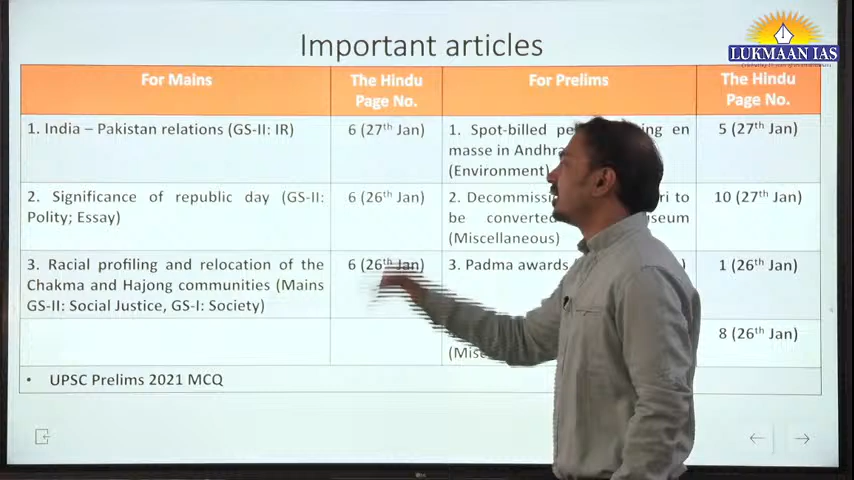 LUKMAAN IAS
Important articles
For Mains
The Hindu
Page No.
For Prelims
The Hindu
Page No.
1. India – Pakistan relations (GS-II: IR)
6 (27th Jan)
1. Spot-billed ing en
masse in Andhra
(Environment)
5 (27th Jan)
2. Significance of republic day (GS-II:
Polity; Essay)
6 (26th Jan)
2. to
be converted
(Miscellaneous)
10 (27th Jan)
3. Racial profiling and relocation of the
Chakma and Hajong communities (Mains
GS-II: Social Justice, GS-I: Society)
6 (26th Jan)
3. Padma awards
1 (26th Jan)
8 (26th Jan)
• UPSC Prelims 2021 MCQ